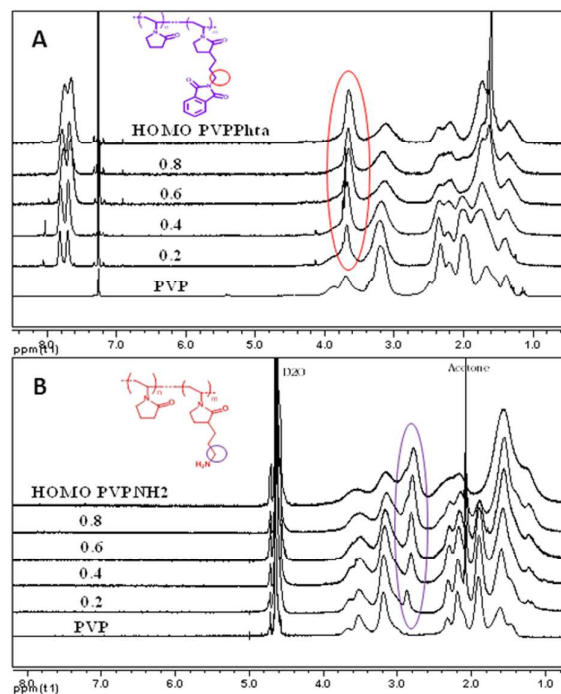 A
N
O
N
O
O
N
O
HOMO PVPPhta
0.8
0.6
0.4
0.2
PVP
ppm (t1)
8.0
7.0
6.0
5.0
4.0
3.0
2.0
1.0
B
D2O
Acetone
N
O
N
O
H2N
HOMO PVPNH2
0.8
0.6
0.4
0.2
PVP
8.0
7.0
6.0
5.0
4.0
3.0
2.0
1.0
ppm (t1)